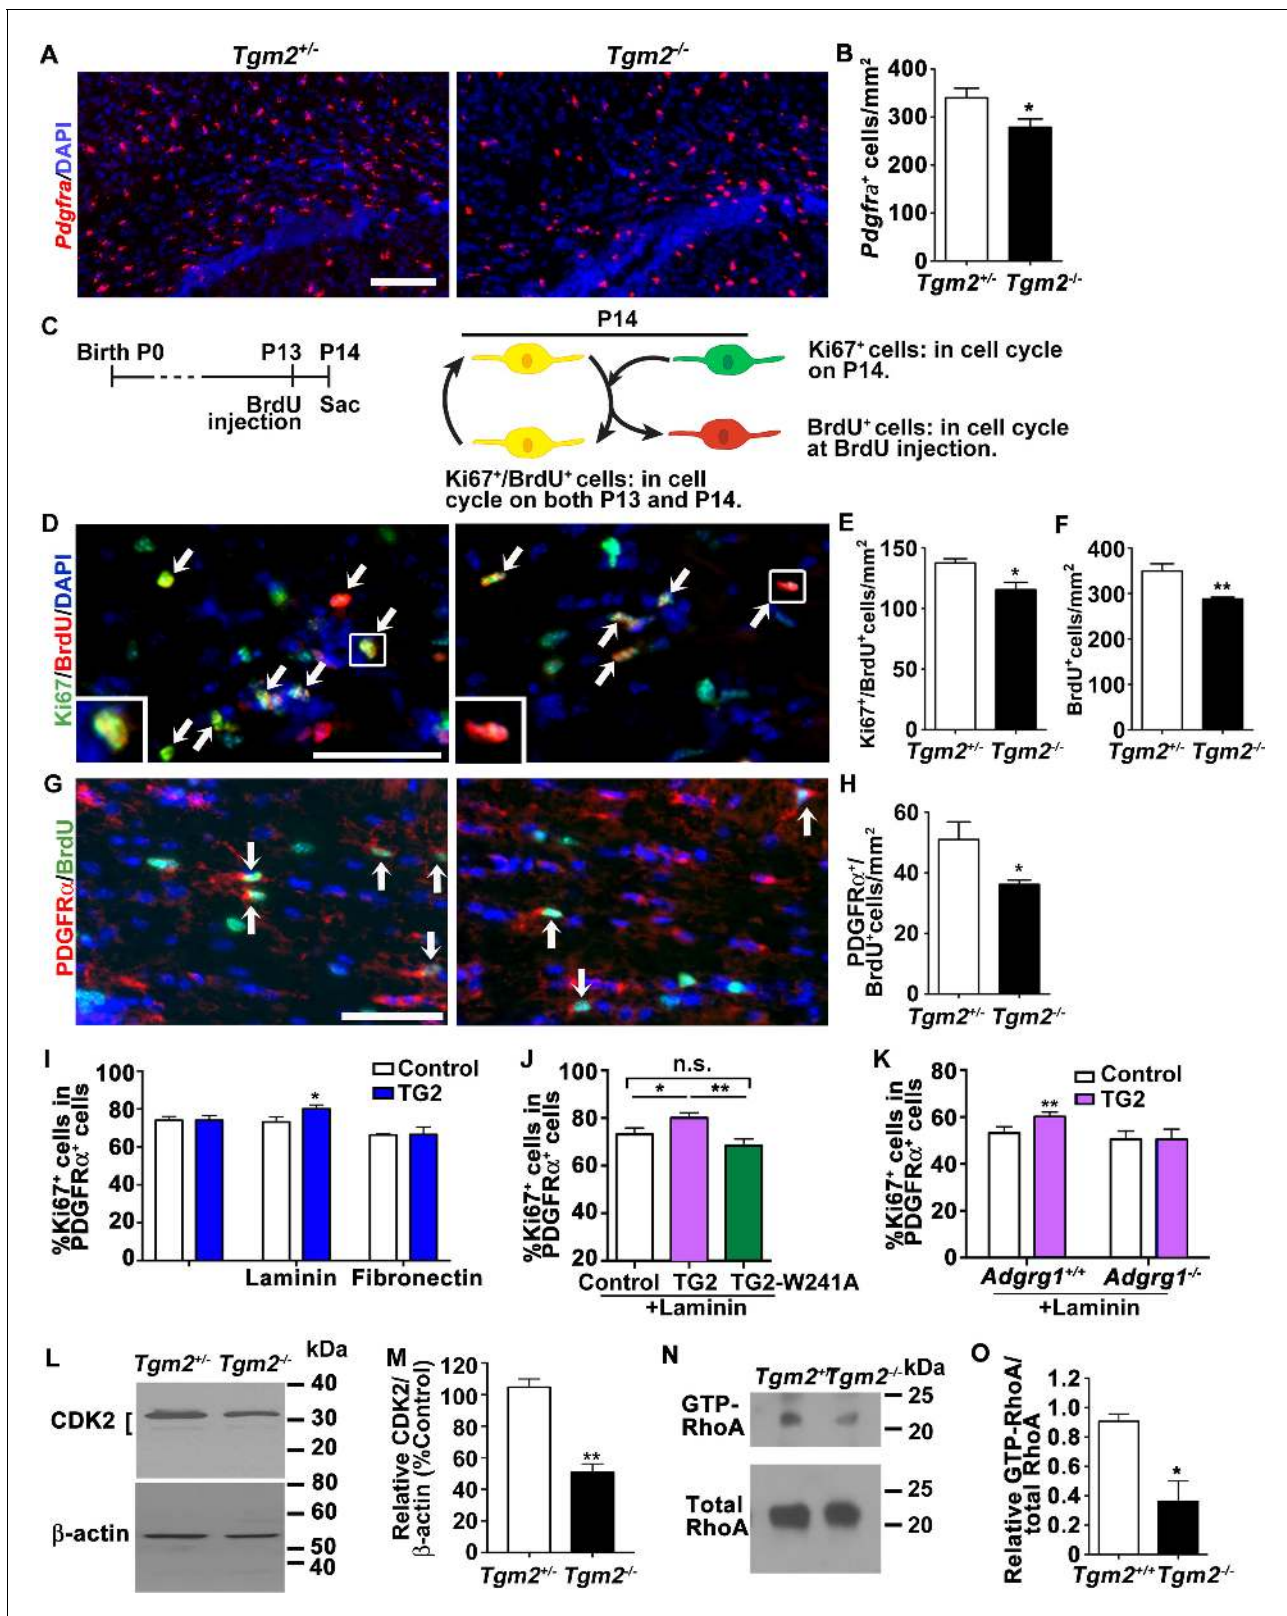 A
Tgm2+/-
Tgm2-/-
Pdgfra/DAPI
B
Pdgfra+ cells/mm2
400
300
200
100
0
*
Tgm2+/- Tgm2-/-
C
Birth P0
P13
P14
BrdU
injection
Sac
P14
Ki67+ cells: in cell cycle
on P14.
BrdU+ cells: in cell cycle
at BrdU injection.
Ki67+/BrdU+ cells: in cell
cycle on both P13 and P14.
D
Ki67/BrdU/DAPI
E
Ki67+/BrdU+cells/mm2
150
100
50
0
*
Tgm2+/- Tgm2-/-
F
BrdU+cells/mm2
400
300
200
100
0
**
Tgm2+/- Tgm2-/-
G
PDGFRα/BrdU
H
PDGFRα+/
BrdU+cells/mm2
60
40
20
0
*
Tgm2+/- Tgm2-/-
I
%Ki67+ cells in
PDGFRα+ cells
100
80
60
40
20
0
Control
TG2
*
Laminin
Fibronectin
J
%Ki67+ cells in
PDGFRα+ cells
100
80
60
40
20
n.s.
*
**
Control TG2 TG2-W241A
+Laminin
K
%Ki67+ cells in
PDGFRα+ cells
80
60
40
20
0
Control
TG2
**
Adgrg1+/+ Adgrg1-/-
+Laminin
L
Tgm2+/- Tgm2-/-
kDa
CDK2
40
30
20
β-actin
80
60
50
40
M
Relative CDK2/
β-actin (%Control)
120
100
80
60
40
20
0
**
Tgm2+/- Tgm2-/-
N
Tgm2+/+ Tgm2-/-
kDa
GTP-
RhoA
25
20
Total
RhoA
25
20
O
Relative GTP-RhoA/
total RhoA
1.2
1
0.8
0.6
0.4
0.2
0
*
Tgm2+/+ Tgm2-/-